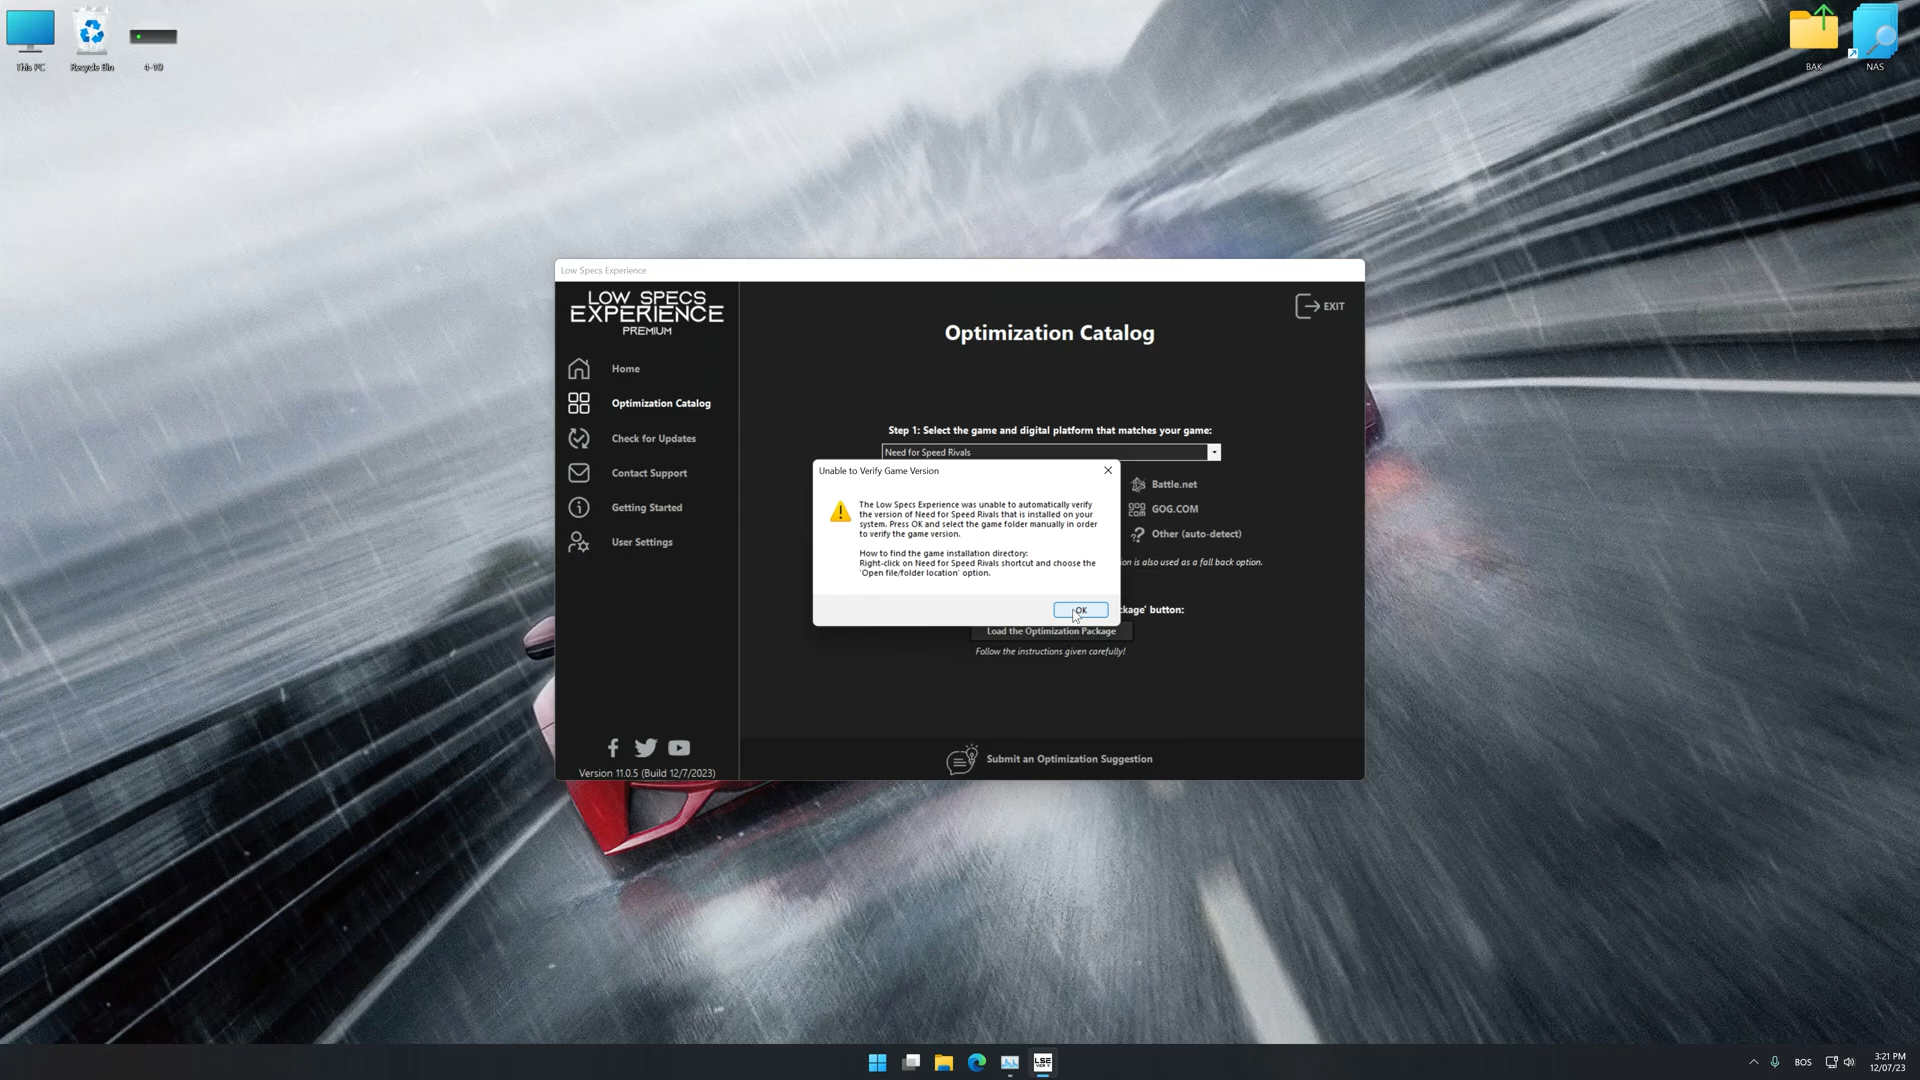 This PC
Recycle Bin
4-10
BAK
NAS
Low Specs Experience
LOW SPECS
EXPERIENCE
PREMIUM
Home
Optimization Catalog
Check for Updates
Contact Support
Getting Started
User Settings
Version 11.0.5 (Build 12/7/2023)
EXIT
Optimization Catalog
Step 1: Select the game and digital platform that matches your game:
Need for Speed Rivals
Battle.net
GOG COM
GOG.COM
Other (auto-detect)
ion is also used as a fall back option.
Unable to Verify Game Version
The Low Specs Experience was unable to automatically verify
the version of Need for Speed Rivals that is installed on your
system. Press OK and select the game folder manually in order
to verify the game version.
How to find the game installation directory:
Right-click on Need for Speed Rivals shortcut and choose the
'Open file/folder location' option.
OK
ckage' button:
Load the Optimization Package
Follow the instructions given carefully!
Submit an Optimization Suggestion
LSE
BOS
3:21 PM
12/07/23